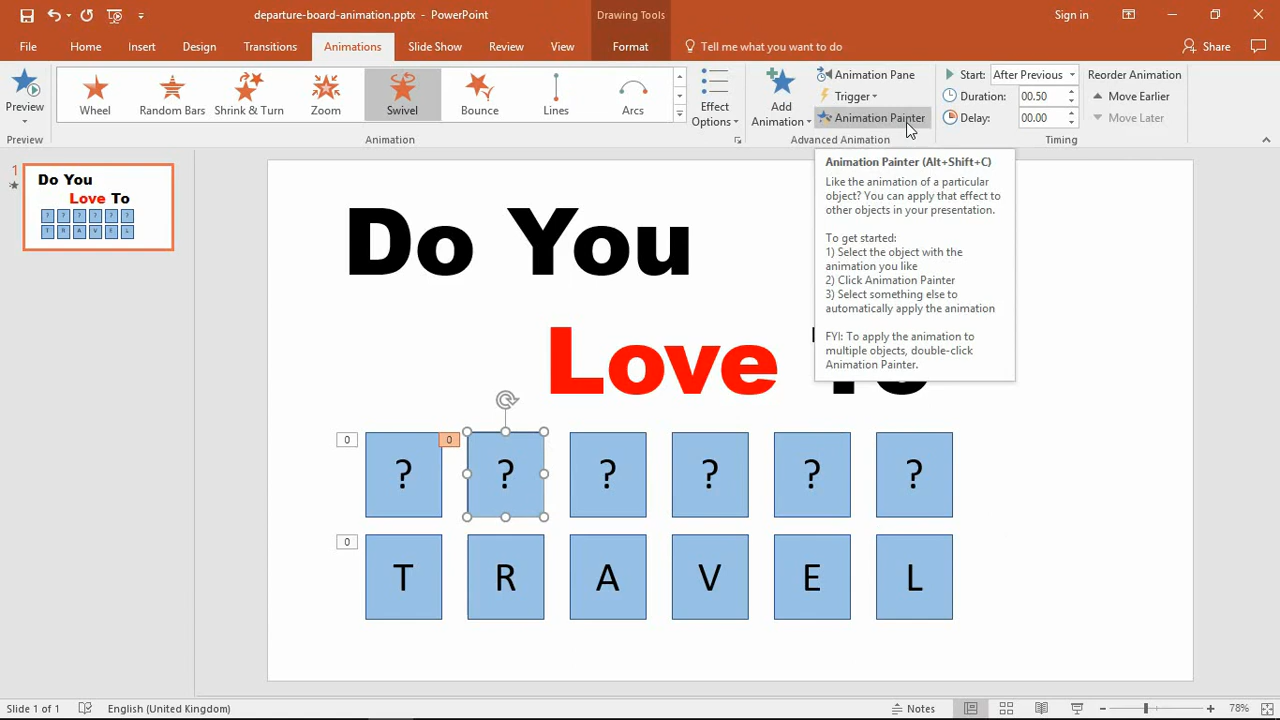 departure-board-animation.pptx - PowerPoint
Drawing Tools
Sign in
File Home Insert Design Transitions Animations Slide Show Review View Format Tell me what you want to do Share
Preview
Wheel Random Bars Shrink & Turn Zoom Swivel Bounce Lines Arcs
Effect Options
Add Animation
Animation Pane
Trigger
Animation Painter
Start: After Previous
Duration: 00.50
Delay: 00.00
Reorder Animation
Move Earlier
Move Later
Preview Animation Advanced Animation Timing
Animation Painter (Alt+Shift+C)
Like the animation of a particular
object? You can apply that effect to
other objects in your presentation.
To get started:
1) Select the object with the
animation you like
2) Click Animation Painter
3) Select something else to
automatically apply the animation
FYI: To apply the animation to
multiple objects, double-click
Animation Painter.
1
Do You
Love To
? ? ? ? ? ?
T R A V E L
Do You
Love To
0 0
? ? ? ? ? ?
0
T R A V E L
Slide 1 of 1 English (United Kingdom) Notes 78%